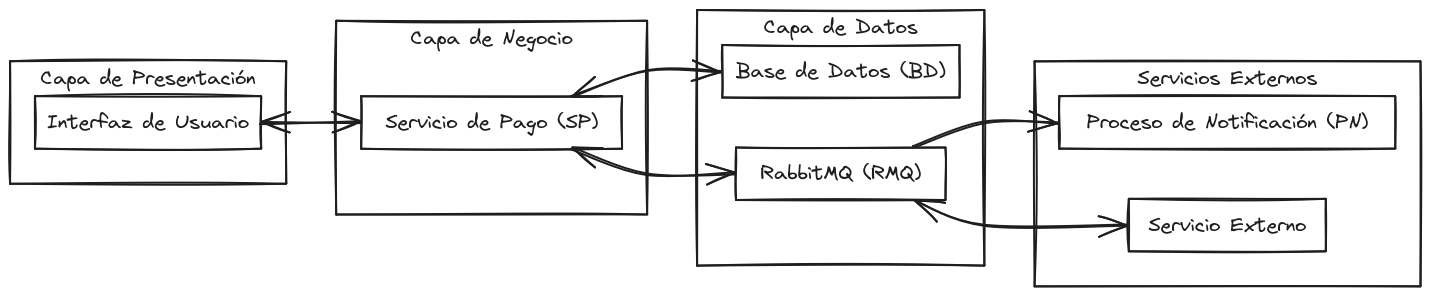 Capa de Presentación
Interfaz de Usuario
Capa de Negocio
Servicio de Pago (SP)
Capa de Datos
Base de Datos (BD)
RabbitMQ (RMQ)
Servicios Externos
Proceso de Notificación (PN)
Servicio Externo